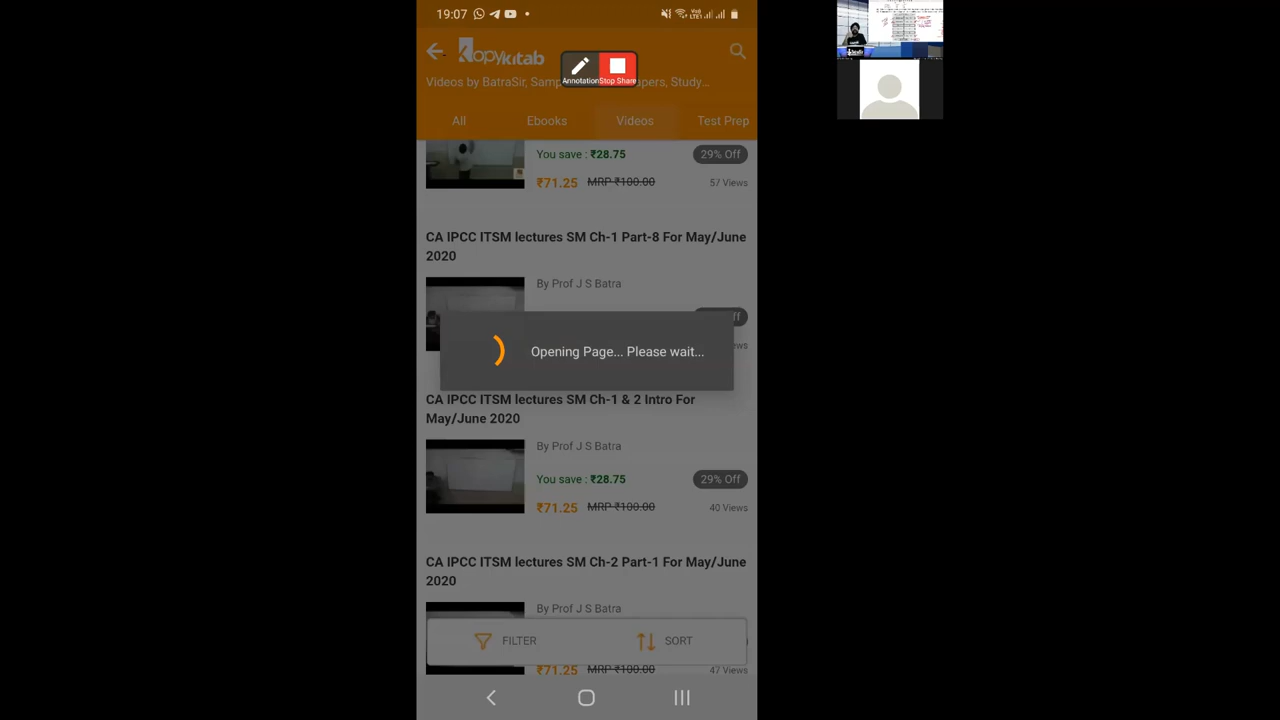 19:07
Kopykitab
Annotation Stop Share
Videos by BatraSir, Samp apers, Study...
All Ebooks Videos Test Prep
You save : ₹28.75 29% Off
₹71.25 MRP ₹100.00 57 Views
CA IPCC ITSM lectures SM Ch-1 Part-8 For May/June
2020
By Prof J S Batra
Opening Page... Please wait...
CA IPCC ITSM lectures SM Ch-1 & 2 Intro For
May/June 2020
By Prof J S Batra
You save : ₹28.75 29% Off
₹71.25 MRP ₹100.00 40 Views
CA IPCC ITSM lectures SM Ch-2 Part-1 For May/June
2020
By Prof J S Batra
FILTER SORT
₹71.25 MRP ₹100.00 47 Views